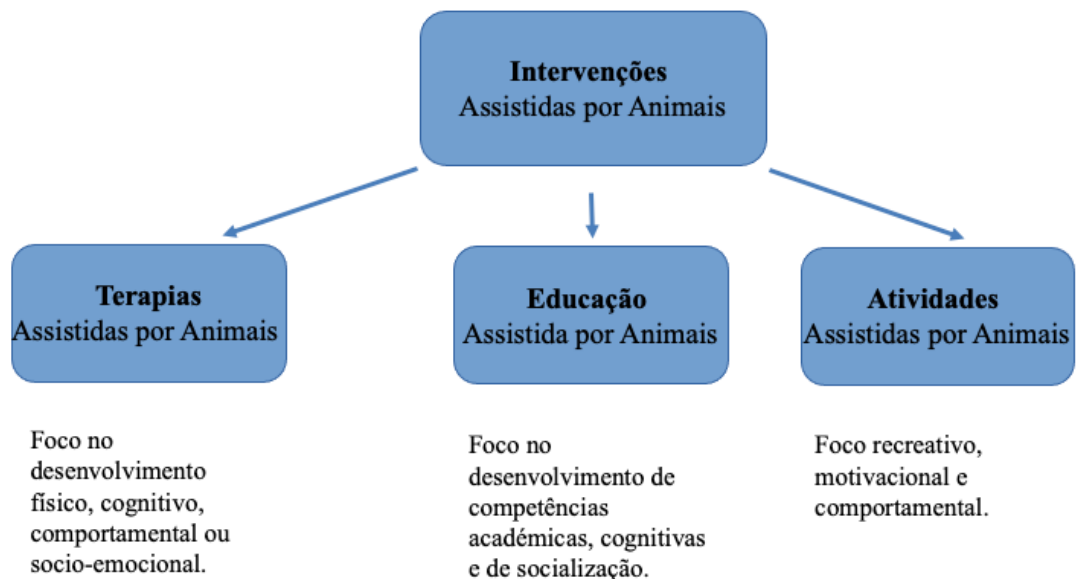 Intervenções
Assistidas por Animais
Terapias
Assistidas por Animais
Educação
Assistida por Animais
Atividades
Assistidas por Animais
Foco no
desenvolvimento
físico, cognitivo,
comportamental ou
socio-emocional.
Foco no
desenvolvimento de
competências
académicas, cognitivas
e de socialização.
Foco recreativo,
motivacional e
comportamental.